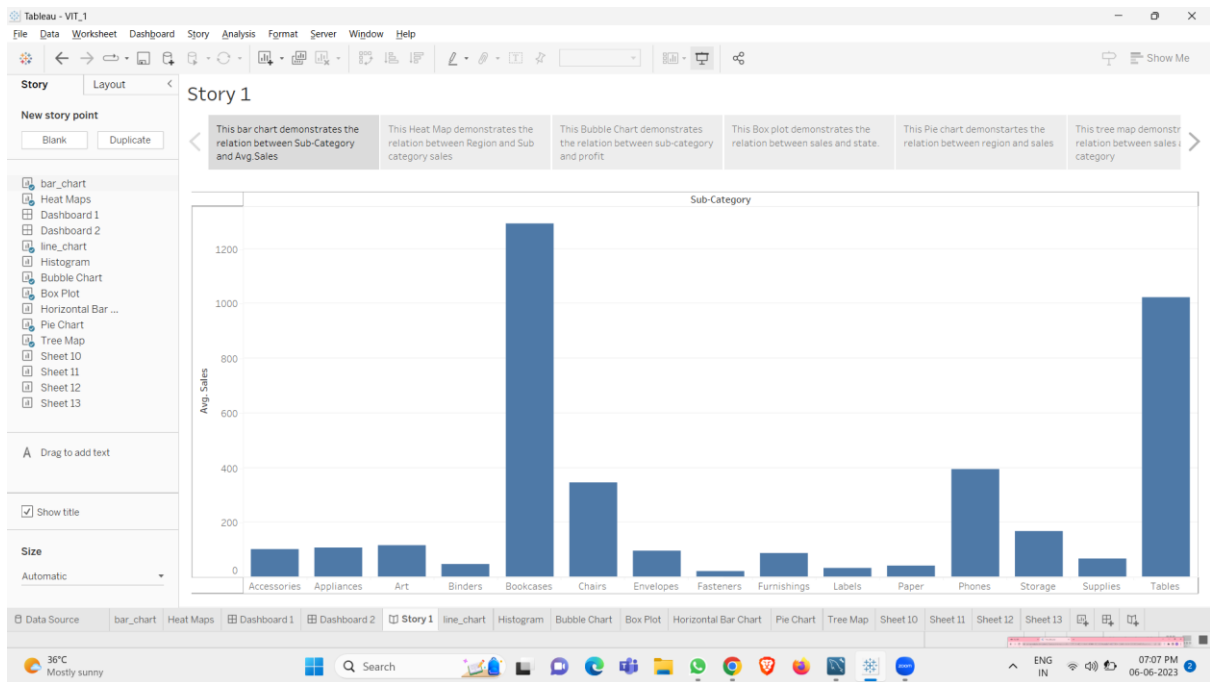 Tableau - VIT_1
File Data Worksheet Dashboard Story Analysis Format Server Window Help
Show Me
Story Layout
New story point
Blank Duplicate
bar_chart
Heat Maps
Dashboard 1
Dashboard 2
line_chart
Histogram
Bubble Chart
Box Plot
Horizontal Bar ...
Pie Chart
Tree Map
Sheet 10
Sheet 11
Sheet 12
Sheet 13
A Drag to add text
Show title
Size
Automatic
Story 1
This bar chart demonstrates the
relation between Sub-Category
and Avg.Sales
This Heat Map demonstrates the
relation between Region and Sub
category sales
This Bubble Chart demonstrates
the relation between sub-category
and profit
This Box plot demonstrates the
relation between sales and state.
This Pie chart demonstartes the
relation between region and sales
This tree map demonstr
relation between sales
category
Sub-Category
Avg. Sales
1200
1000
800
600
400
200
0
Accessories Appliances Art Binders Bookcases Chairs Envelopes Fasteners Furnishings Labels Paper Phones Storage Supplies Tables
Data Source bar_chart Heat Maps Dashboard 1 Dashboard 2 Story 1 line_chart Histogram Bubble Chart Box Plot Horizontal Bar Chart Pie Chart Tree Map Sheet 10 Sheet 11 Sheet 12 Sheet 13
36°C
Mostly sunny
Search
zoom
ENG
IN
07:07 PM
06-06-2023
2